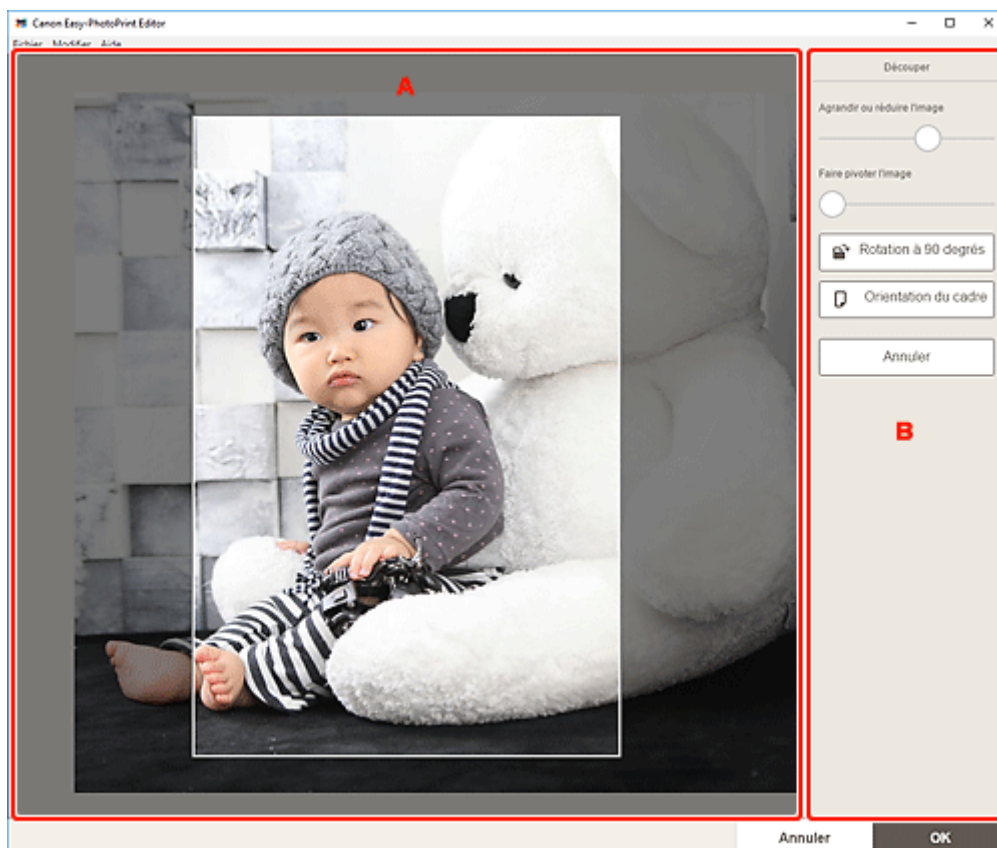 Canon Easy-PhotoPrint Editor
Fichier Modifier Aide
A
Découper
Agrandir ou réduire l'image
Faire pivoter l'image
Rotation à 90 degrés
Orientation du cadre
Annuler
B
Annuler OK